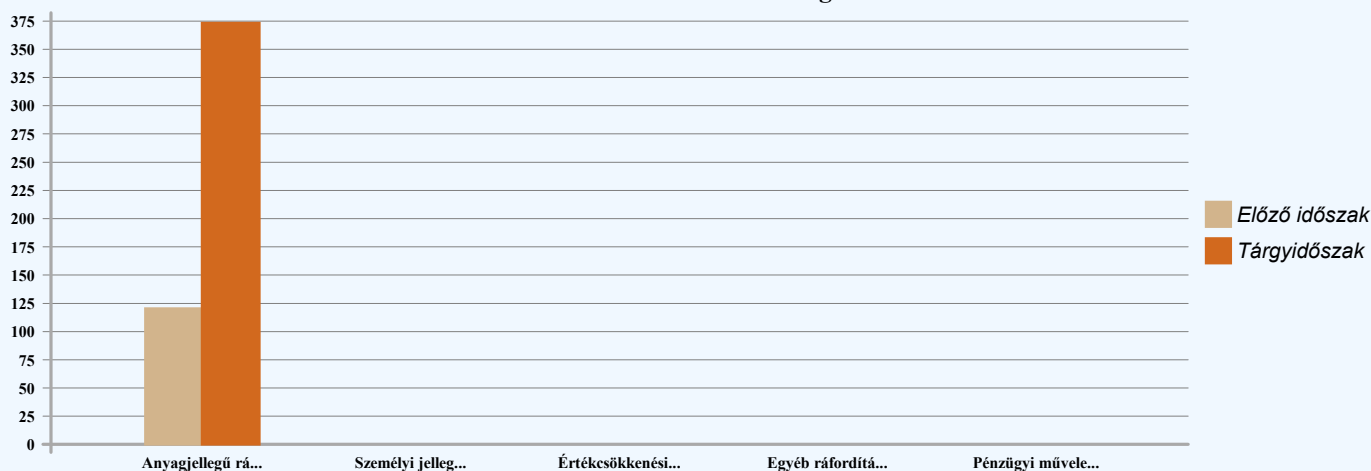 375
350
325
300
275
250
225
200
175
150
125
100
75
50
25
0
Anyagjellegű rá...
Személyi jelleg...
Értékcsökkenési...
Egyéb ráfordítá...
Pénzügyi művele...
Előző időszak
Tárgyidőszak